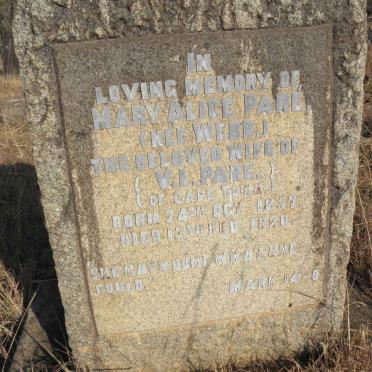 IN
LOVING MEMORY OF
MARY ALICE PARE.
(NEE WEBB.)
THE BELOVED WIFE OF
V. L. PARE.
(OF CAPE TOWN.)
BORN 24TH OCT. 1857
DIED FEB. 1920.
SHE HATH DONE WHAT SHE
COULD. MARK 14-8